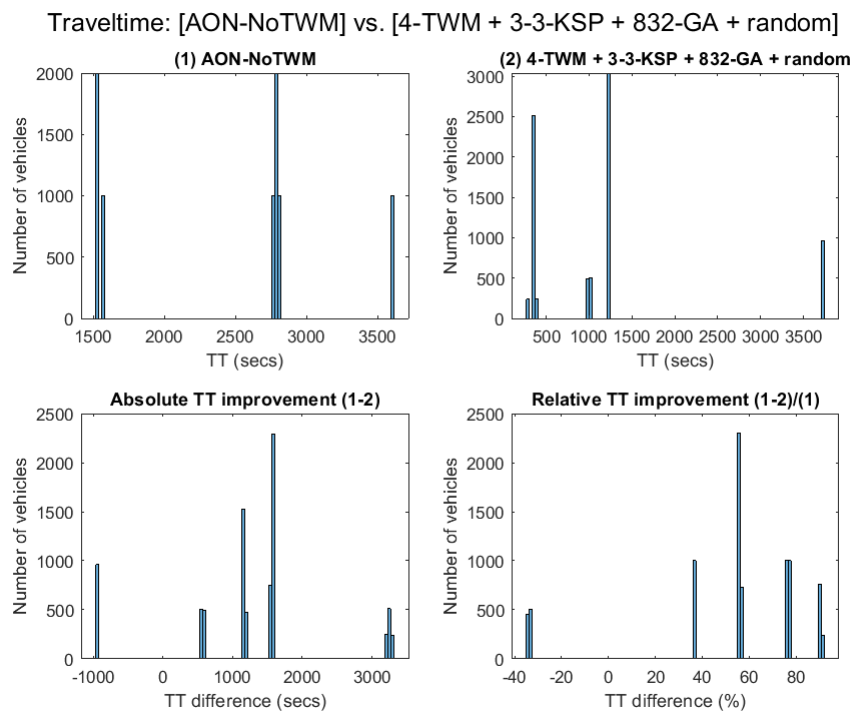 Traveltime: [AON-NoTWM] vs. [4-TWM + 3-3-KSP + 832-GA + random]
(1) AON-NoTWM
Number of vehicles
2000
1500
1000
500
0
1500 2000 2500 3000 3500
TT (secs)
(2) 4-TWM + 3-3-KSP + 832-GA + random
Number of vehicles
3000
2500
2000
1500
1000
500
0
500 1000 1500 2000 2500 3000 3500
TT (secs)
Absolute TT improvement (1-2)
Number of vehicles
2500
2000
1500
1000
500
0
-1000 0 1000 2000 3000
TT difference (secs)
Relative TT improvement (1-2)/(1)
Number of vehicles
2500
2000
1500
1000
500
0
-40 -20 0 20 40 60 80
TT difference (%)